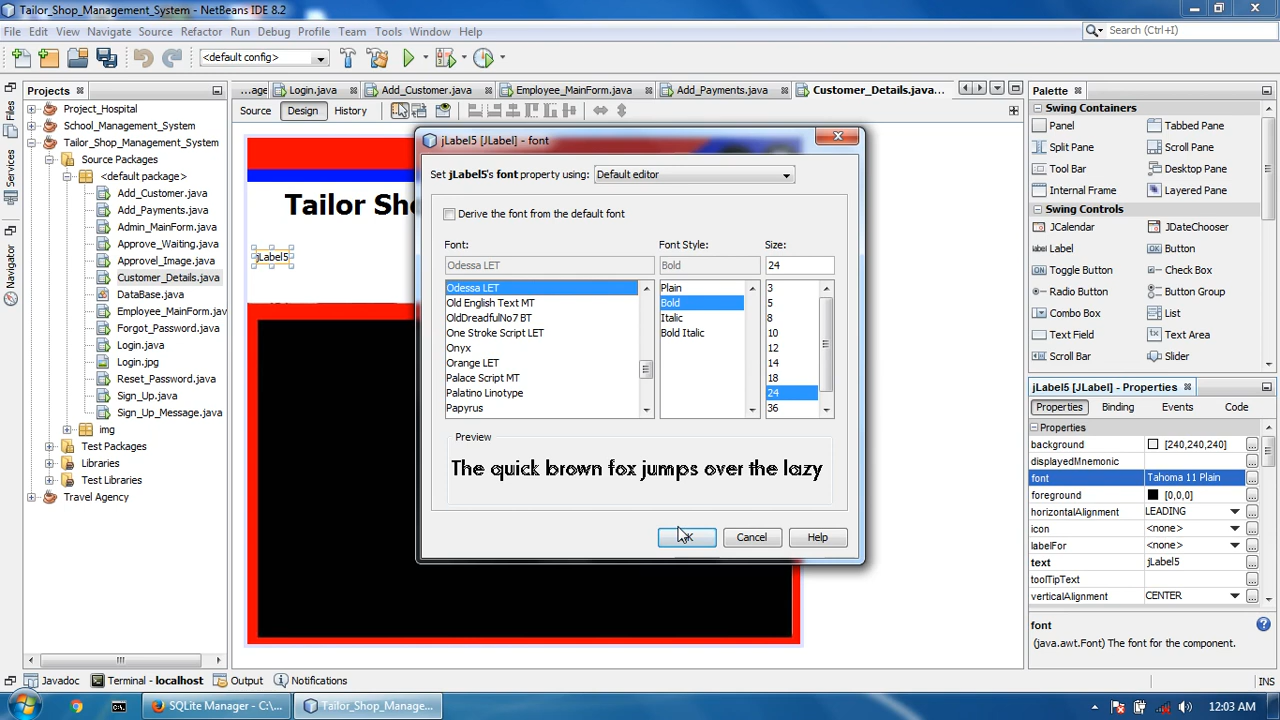 Tailor_Shop_Management_System - NetBeans IDE 8.2
File Edit View Navigate Source Refactor Run Debug Profile Team Tools Window Help
Search (Ctrl+I)
<default config>
Projects
...age Login.java Add_Customer.java Employee_MainForm.java Add_Payments.java Customer_Details.java...
Palette
Source Design History
Files
Services
Navigator
Project_Hospital
School_Management_System
Tailor_Shop_Management_System
Source Packages
<default package>
Add_Customer.java
Add_Payments.java
Admin_MainForm.java
Approve_Waiting.java
Approvel_Image.java
Customer_Details.java
DataBase.java
Employee_MainForm.java
Forgot_Password.java
Login.java
Login.jpg
Reset_Password.java
Sign_Up.java
Sign_Up_Message.java
img
Test Packages
Libraries
Test Libraries
Travel Agency
Tailor Sho
jLabel5
jLabel5 [JLabel] - font
Set jLabel5's font property using: Default editor
Derive the font from the default font
Font: Font Style: Size:
Odessa LET Bold 24
Odessa LET Plain 3
Old English Text MT Bold 5
OldDreadfulNo7 BT Italic 8
One Stroke Script LET Bold Italic 10
Onyx 12
Orange LET 14
Palace Script MT 18
Palatino Linotype 24
Papyrus 36
Preview
The quick brown fox jumps over the lazy
OK Cancel Help
Swing Containers
Panel Tabbed Pane
Split Pane Scroll Pane
Tool Bar Desktop Pane
Internal Frame Layered Pane
Swing Controls
JCalendar JDateChooser
Label Button
Toggle Button Check Box
Radio Button Button Group
Combo Box List
Text Field Text Area
Scroll Bar Slider
jLabel5 [JLabel] - Properties
Properties Binding Events Code
Properties
background [240,240,240] ...
displayedMnemonic ...
font Tahoma 11 Plain ...
foreground [0,0,0] ...
horizontalAlignment LEADING ...
icon <none> ...
labelFor <none> ...
text jLabel5 ...
toolTipText ...
verticalAlignment CENTER ...
font
(java.awt.Font) The font for the component.
Javadoc Terminal - localhost Output Notifications
INS
SQLite Manager - C:\... Tailor_Shop_Manage...
12:03 AM